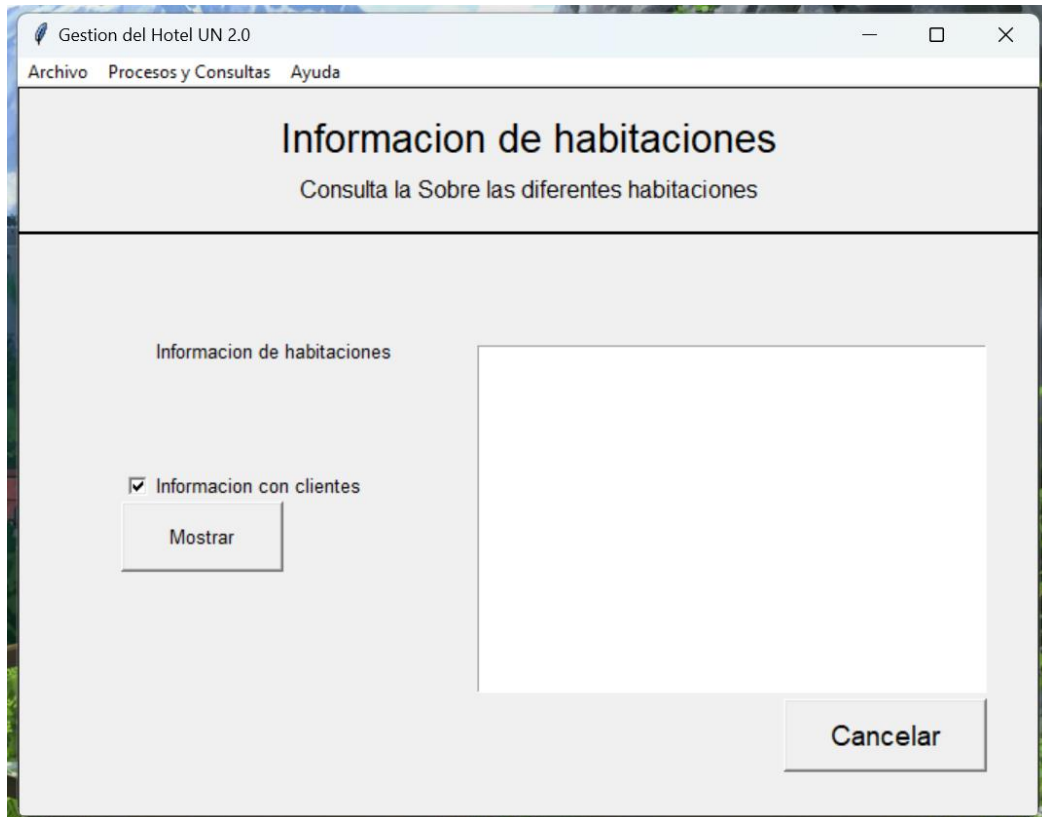 Gestion del Hotel UN 2.0
Archivo Procesos y Consultas Ayuda
Informacion de habitaciones
Consulta la Sobre las diferentes habitaciones
Informacion de habitaciones
Informacion con clientes
Mostrar
Cancelar